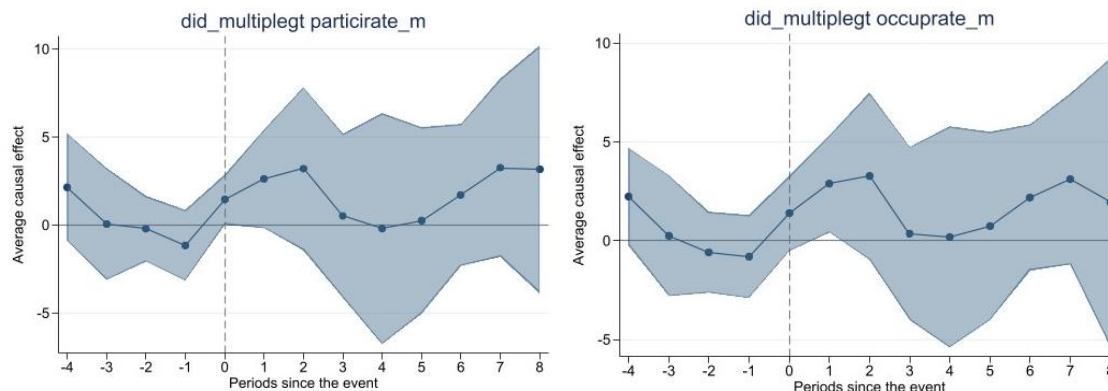 did_multiplegt particirate_m
10
5
0
-5
Average causal effect
-4 -3 -2 -1 0 1 2 3 4 5 6 7 8
Periods since the event
did_multiplegt occuprate_m
10
5
0
-5
Average causal effect
-4 -3 -2 -1 0 1 2 3 4 5 6 7 8
Periods since the event